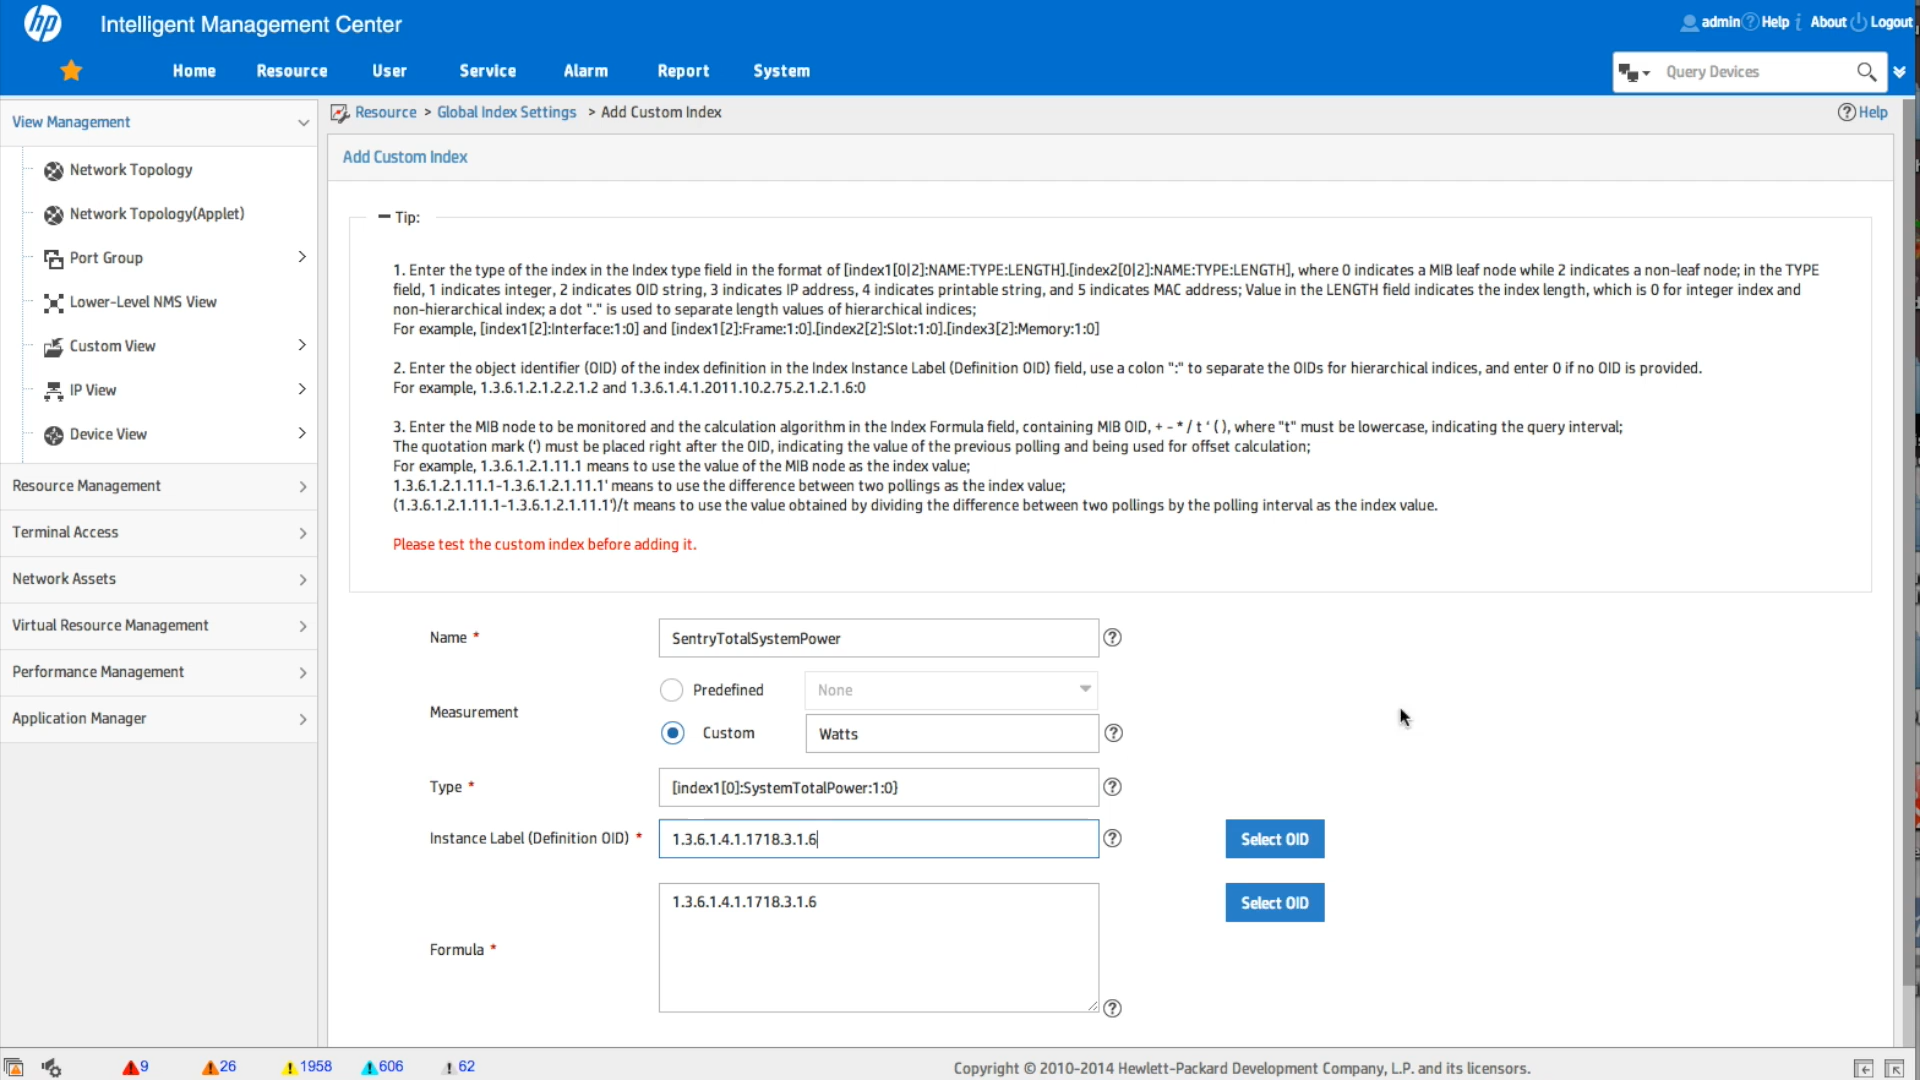 hp
Intelligent Management Center
admin Help About Logout
Home Resource User Service Alarm Report System
Query Devices
View Management
Network Topology
Network Topology(Applet)
Port Group
Lower-Level NMS View
Custom View
IP View
Device View
Resource Management
Terminal Access
Network Assets
Virtual Resource Management
Performance Management
Application Manager
Resource > Global Index Settings > Add Custom Index
Help
Add Custom Index
Tip:
1. Enter the type of the index in the Index type field in the format of [index1[0|2]:NAME:TYPE:LENGTH].[index2[0|2]:NAME:TYPE:LENGTH], where 0 indicates a MIB leaf node while 2 indicates a non-leaf node; in the TYPE
field, 1 indicates integer, 2 indicates OID string, 3 indicates IP address, 4 indicates printable string, and 5 indicates MAC address; Value in the LENGTH field indicates the index length, which is 0 for integer index and
non-hierarchical index; a dot "." is used to separate length values of hierarchical indices;
For example, [index1[2]:Interface:1:0] and [index1[2]:Frame:1:0].[index2[2]:Slot:1:0].[index3[2]:Memory:1:0]
2. Enter the object identifier (OID) of the index definition in the Index Instance Label (Definition OID) field, use a colon ":" to separate the OIDs for hierarchical indices, and enter 0 if no OID is provided.
For example, 1.3.6.1.2.1.2.2.1.2 and 1.3.6.1.4.1.2011.10.2.75.2.1.2.1.6:0
3. Enter the MIB node to be monitored and the calculation algorithm in the Index Formula field, containing MIB OID, + - * / t ' ( ), where "t" must be lowercase, indicating the query interval;
The quotation mark (') must be placed right after the OID, indicating the value of the previous polling and being used for offset calculation;
For example, 1.3.6.1.2.1.11.1 means to use the value of the MIB node as the index value;
1.3.6.1.2.1.11.1-1.3.6.1.2.1.11.1' means to use the difference between two pollings as the index value;
(1.3.6.1.2.1.11.1-1.3.6.1.2.1.11.1')/t means to use the value obtained by dividing the difference between two pollings by the polling interval as the index value.
Please test the custom index before adding it.
Name * SentryTotalSystemPower
Measurement
Predefined None
Custom Watts
Type * [index1[0]:SystemTotalPower:1:0}
Instance Label (Definition OID) * 1.3.6.1.4.1.1718.3.1.6 Select OID
Formula * 1.3.6.1.4.1.1718.3.1.6 Select OID
9 26 1958 606 62
Copyright © 2010-2014 Hewlett-Packard Development Company, L.P. and its licensors.